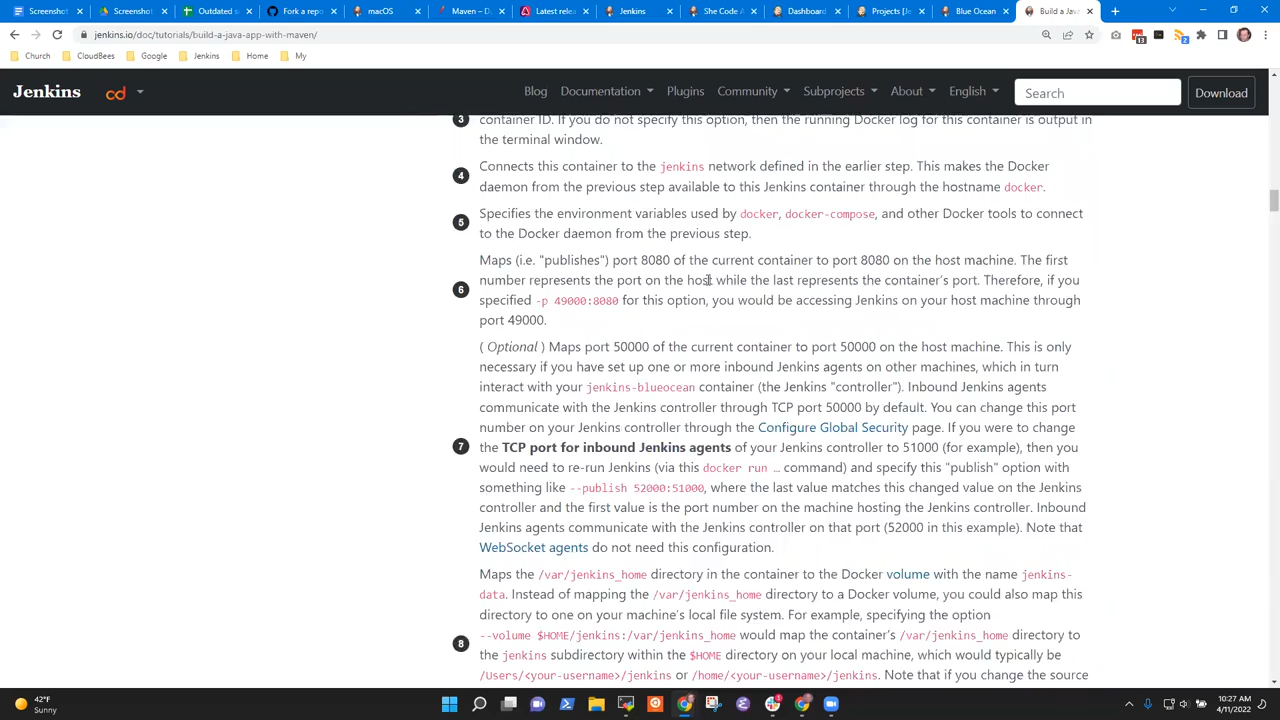 Screenshot
Screenshot
Outdated s
Fork a repo
macOS
Maven – D
Latest relea
Jenkins
She Code A
Dashboard
Projects [Je
Blue Ocean
Build a Java
jenkins.io/doc/tutorials/build-a-java-app-with-maven/
13
2
Church
CloudBees
Google
Jenkins
Home
My
Jenkins
cd
Blog
Documentation
Plugins
Community
Subprojects
About
English
Search
Download
3
container ID. If you do not specify this option, then the running Docker log for this container is output in
the terminal window.
4
Connects this container to the jenkins network defined in the earlier step. This makes the Docker
daemon from the previous step available to this Jenkins container through the hostname docker.
5
Specifies the environment variables used by docker, docker-compose, and other Docker tools to connect
to the Docker daemon from the previous step.
6
Maps (i.e. "publishes") port 8080 of the current container to port 8080 on the host machine. The first
number represents the port on the host while the last represents the container's port. Therefore, if you
specified -p 49000:8080 for this option, you would be accessing Jenkins on your host machine through
port 49000.
7
( Optional ) Maps port 50000 of the current container to port 50000 on the host machine. This is only
necessary if you have set up one or more inbound Jenkins agents on other machines, which in turn
interact with your jenkins-blueocean container (the Jenkins "controller"). Inbound Jenkins agents
communicate with the Jenkins controller through TCP port 50000 by default. You can change this port
number on your Jenkins controller through the Configure Global Security page. If you were to change
the TCP port for inbound Jenkins agents of your Jenkins controller to 51000 (for example), then you
would need to re-run Jenkins (via this docker run … command) and specify this "publish" option with
something like --publish 52000:51000, where the last value matches this changed value on the Jenkins
controller and the first value is the port number on the machine hosting the Jenkins controller. Inbound
Jenkins agents communicate with the Jenkins controller on that port (52000 in this example). Note that
WebSocket agents do not need this configuration.
8
Maps the /var/jenkins_home directory in the container to the Docker volume with the name jenkins-
data. Instead of mapping the /var/jenkins_home directory to a Docker volume, you could also map this
directory to one on your machine's local file system. For example, specifying the option
--volume $HOME/jenkins:/var/jenkins_home would map the container's /var/jenkins_home directory to
the jenkins subdirectory within the $HOME directory on your local machine, which would typically be
/Users/<your-username>/jenkins or /home/<your-username>/jenkins. Note that if you change the source
42°F
Sunny
10:27 AM
4/11/2022